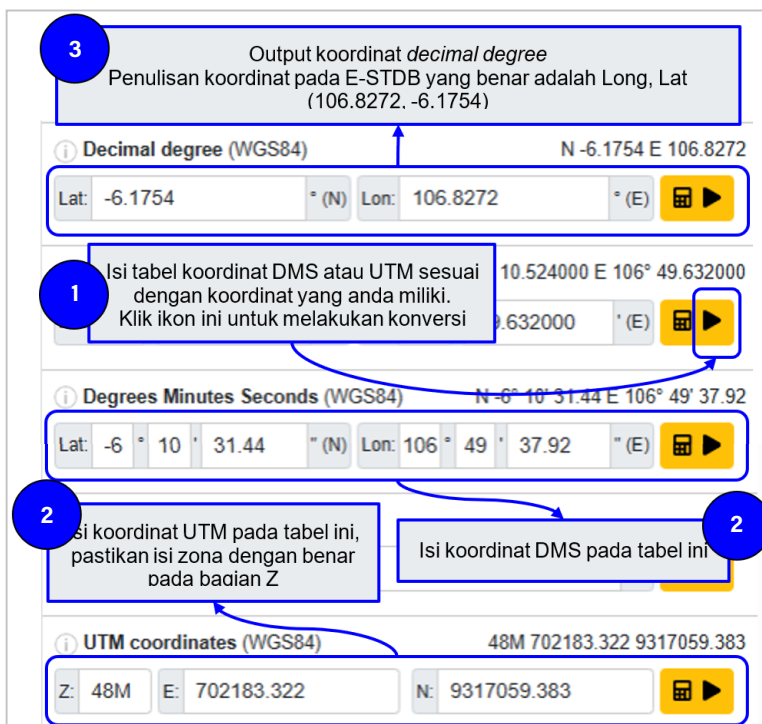 3
Output koordinat decimal degree
Penulisan koordinat pada E-STDB yang benar adalah Long, Lat
(106.8272, -6.1754)
Decimal degree (WGS84) N -6.1754 E 106.8272
Lat: -6.1754 ° (N) Lon: 106.8272 ° (E)
1
Isi tabel koordinat DMS atau UTM sesuai
dengan koordinat yang anda miliki.
Klik ikon ini untuk melakukan konversi
10.524000 E 106° 49.632000
9.632000 ' (E)
Degrees Minutes Seconds (WGS84) N -6° 10' 31.44 E 106° 49' 37.92
Lat: -6 ° 10 ' 31.44 " (N) Lon: 106 ° 49 ' 37.92 " (E)
2
si koordinat UTM pada tabel ini,
pastikan isi zona dengan benar
pada bagian Z
2
Isi koordinat DMS pada tabel ini
UTM coordinates (WGS84) 48M 702183.322 9317059.383
Z: 48M E: 702183.322 N: 9317059.383